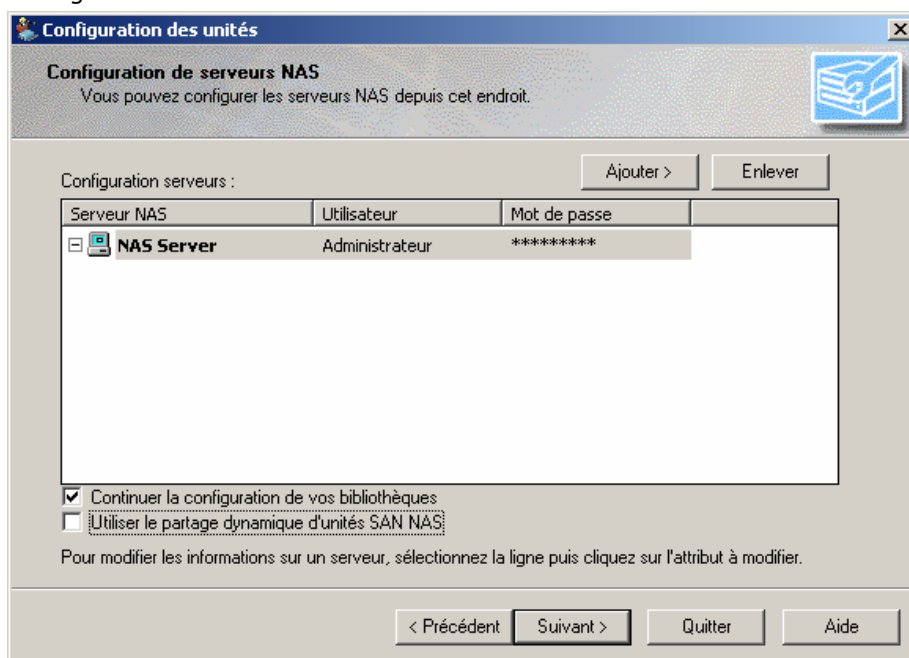 Configuration des unités
Configuration de serveurs NAS
Vous pouvez configurer les serveurs NAS depuis cet endroit.
Configuration serveurs :
Ajouter >
Enlever
Serveur NAS Utilisateur Mot de passe
NAS Server Administrateur *********
Continuer la configuration de vos bibliothèques
Utiliser le partage dynamique d'unités SAN NAS
Pour modifier les informations sur un serveur, sélectionnez la ligne puis cliquez sur l'attribut à modifier.
< Précédent Suivant > Quitter Aide